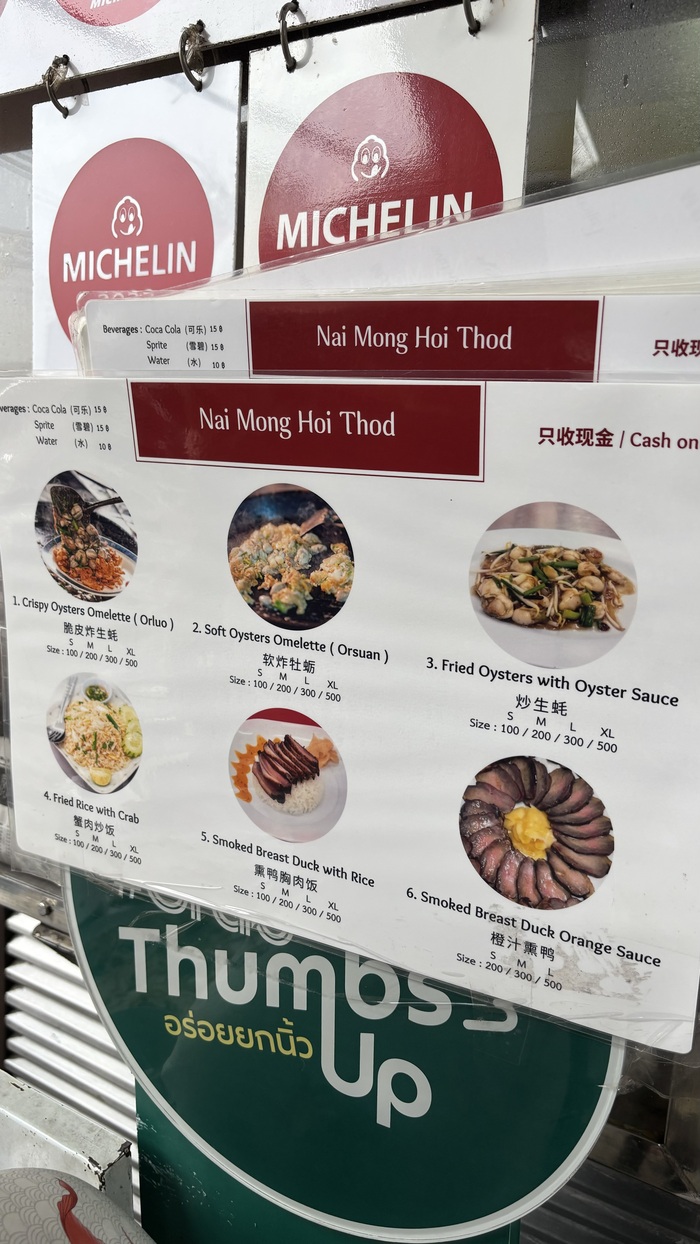 MICHELIN
MICHELIN
Beverages : Coca Cola (可乐) 15 ฿
Sprite (雪碧) 15 ฿
Water (水) 10 ฿
Nai Mong Hoi Thod
只收现
verages : Coca Cola (可乐) 15 ฿
Sprite (雪碧) 15 ฿
Water (水) 10 ฿
Nai Mong Hoi Thod
只收现金 / Cash on
1. Crispy Oysters Omelette ( Orluo )
脆皮炸生蚝
S M L XL
Size : 100 / 200 / 300 / 500
2. Soft Oysters Omelette ( Orsuan )
软炸牡蛎
S M L XL
Size : 100 / 200 / 300 / 500
3. Fried Oysters with Oyster Sauce
炒生蚝
S M L XL
Size : 100 / 200 / 300 / 500
4. Fried Rice with Crab
蟹肉炒饭
S M L XL
Size : 100 / 200 / 300 / 500
5. Smoked Breast Duck with Rice
熏鸭胸肉饭
S M L XL
Size : 100 / 200 / 300 / 500
6. Smoked Breast Duck Orange Sauce
橙汁熏鸭
S M L
Size : 200 / 300 / 500
Thumbs
อร่อยยกนิ้ว
Up